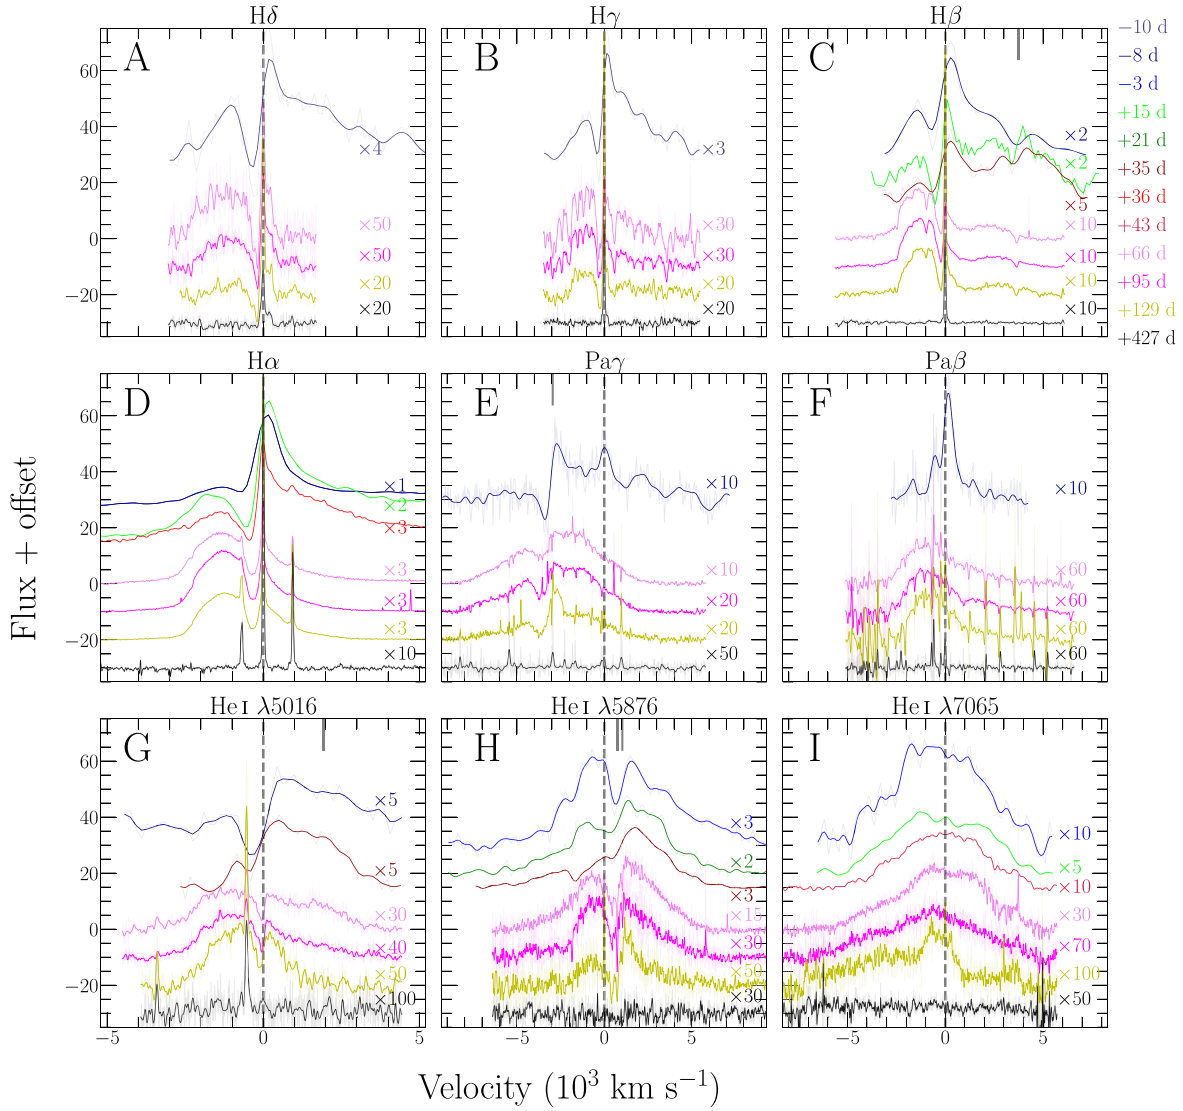 Hδ
Hγ
Hβ
A
B
C
−10 d
−8 d
−3 d
+15 d
+21 d
+35 d
+36 d
+43 d
+66 d
+95 d
+129 d
+427 d
60
40
20
0
−20
×4
×50
×50
×20
×20
×3
×30
×30
×20
×20
×2
×2
×5
×10
×10
×10
×10
Hα
Paγ
Paβ
D
E
F
60
40
20
0
−20
×1
×2
×3
×3
×3
×3
×10
×10
×10
×20
×20
×50
×10
×60
×60
×60
×60
He I λ5016
He I λ5876
He I λ7065
G
H
I
60
40
20
0
−20
×5
×5
×30
×40
×50
×100
×3
×2
×3
×15
×30
×50
×30
×10
×5
×10
×30
×70
×100
×50
−5
0
5
0
5
0
5
Flux + offset
Velocity (10³ km s⁻¹)